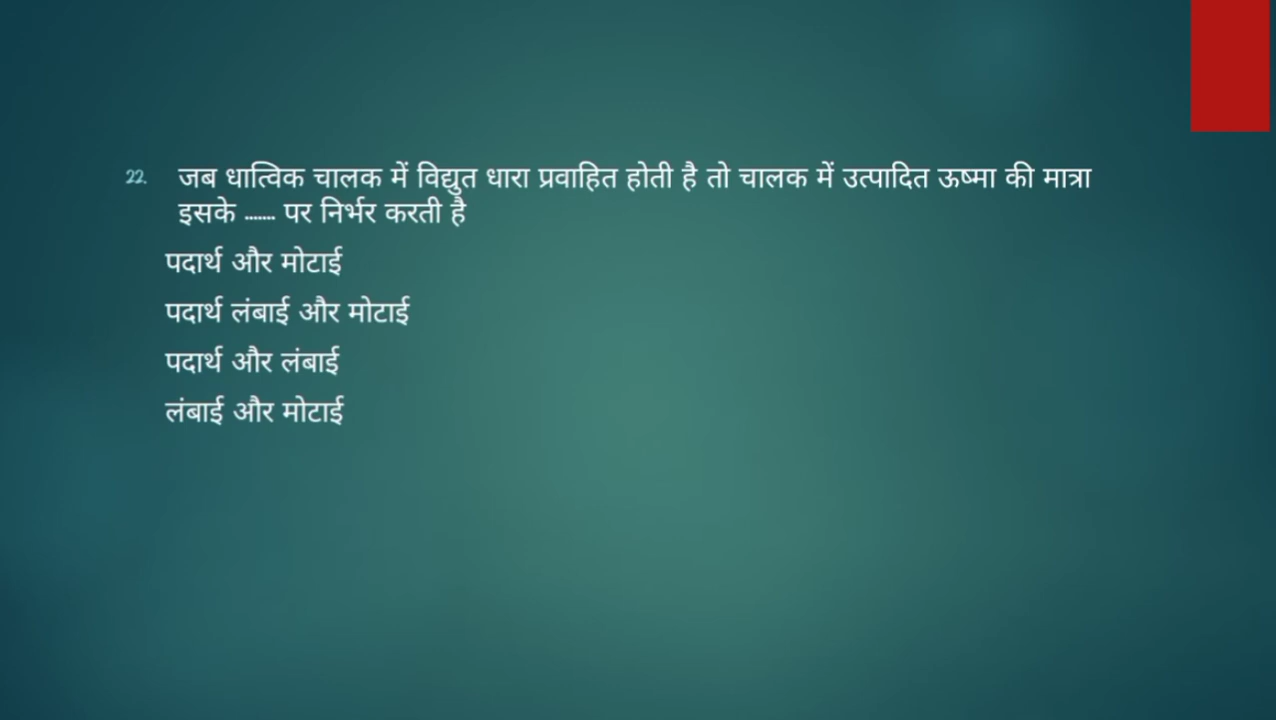 22. जब धात्विक चालक में विद्युत धारा प्रवाहित होती है तो चालक में उत्पादित ऊष्मा की मात्रा
इसके ....... पर निर्भर करती है
पदार्थ और मोटाई
पदार्थ लंबाई और मोटाई
पदार्थ और लंबाई
लंबाई और मोटाई